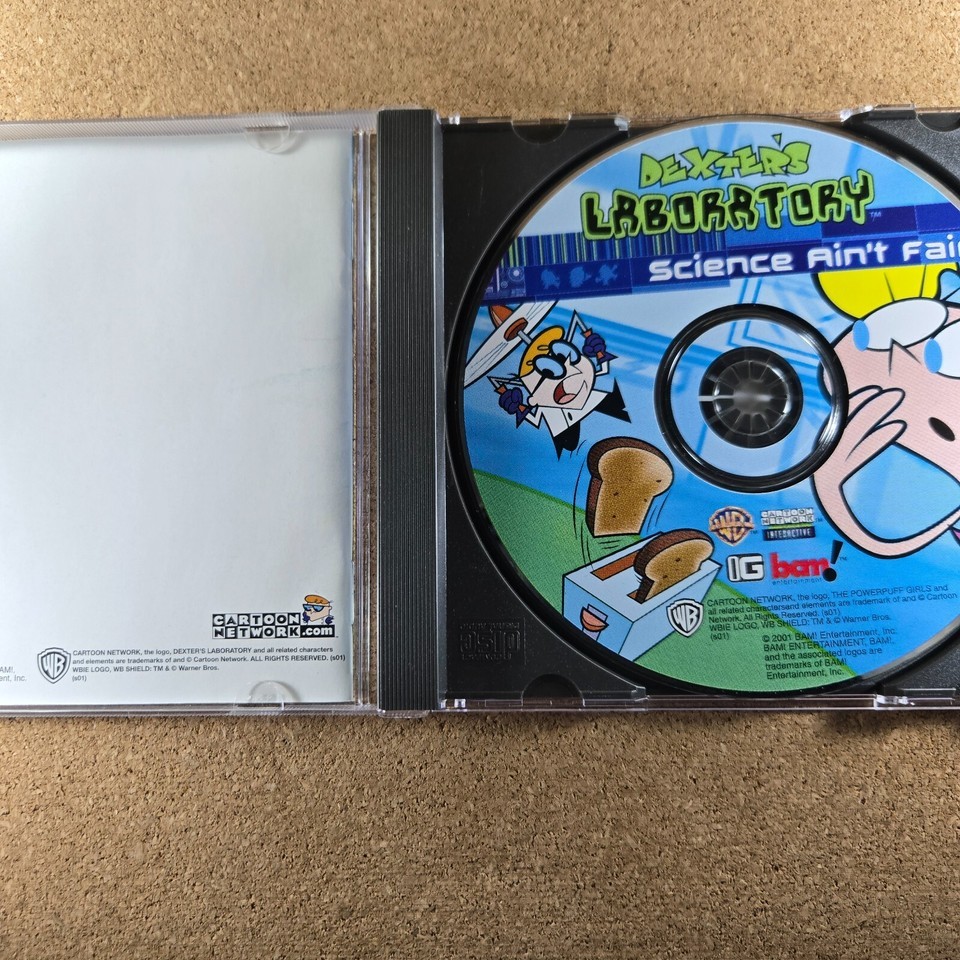 CARTOON
NETWORK.com
BAM!
ent, Inc.
WB
CARTOON NETWORK, the logo, DEXTER'S LABORATORY and all related characters
and elements are trademarks of and © Cartoon Network. ALL RIGHTS RESERVED. (s01)
WBIE LOGO, WB SHIELD: TM & © Warner Bros.
(s01)
DEXTER'S
LABORATORY™
Science Ain't Fair
CARTOON
NETWORK
INTERACTIVE
IG
bam!™
entertainment
WB
CARTOON NETWORK, the logo, THE POWERPUFF GIRLS and
all related charactersand elements are trademark of and © Cartoon
Network. All Rights Reserved. (s01)
WBIE LOGO, WB SHIELD: TM & © Warner Bros.
(s01)
© 2001 BAM! Entertainment, Inc.
BAM! ENTERTAINMENT, BAM!,
and the associated logos are
trademarks of BAM!
Entertainment, Inc.